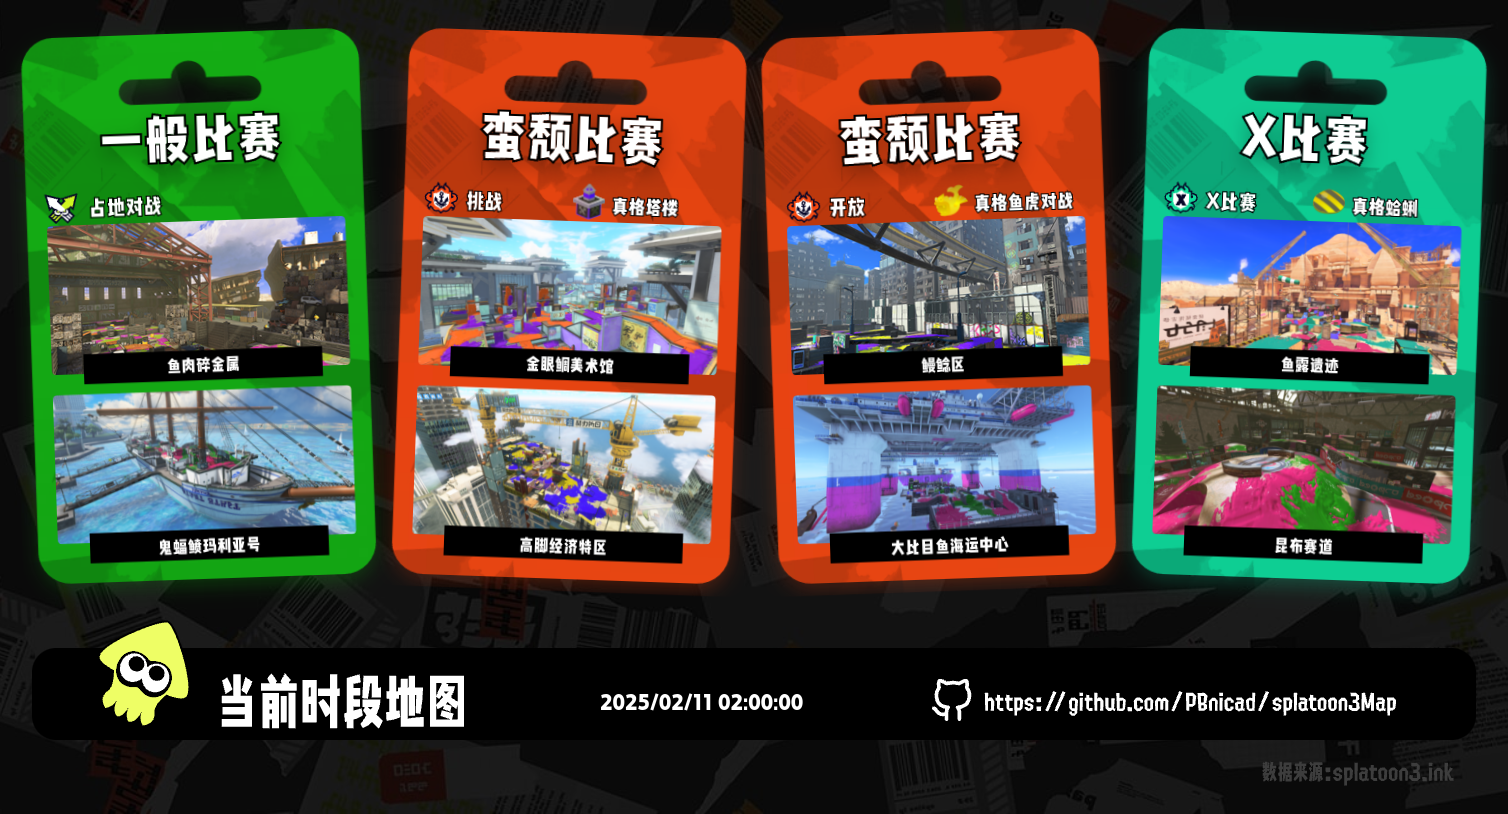 一般比赛
占地对战
鱼肉碎金属
鬼蝠鲼玛利亚号
蛮颓比赛
挑战
真格塔楼
金眼鲷美术馆
高脚经济特区
蛮颓比赛
开放
真格鱼虎对战
鳗鲶区
大比目鱼海运中心
X比赛
X比赛
真格蛤蜊
鱼露遗迹
昆布赛道
当前时段地图
2025/02/11 02:00:00
https://github.com/PBnicad/splatoon3Map
数据来源:splatoon3.ink